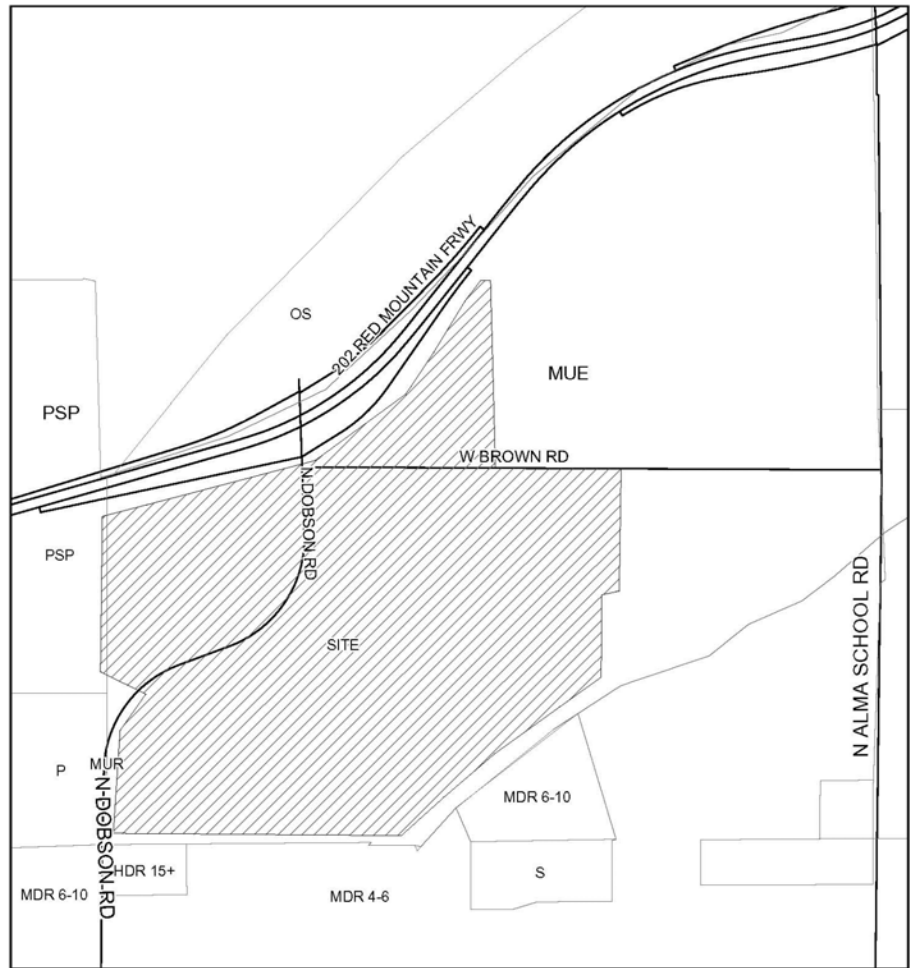 202 RED MOUNTAIN FRWY
OS
MUE
PSP
W BROWN RD
N DOBSON RD
PSP
N ALMA SCHOOL RD
SITE
MUR
P
N DOBSON RD
MDR 6-10
HDR 15+
S
MDR 6-10
MDR 4-6